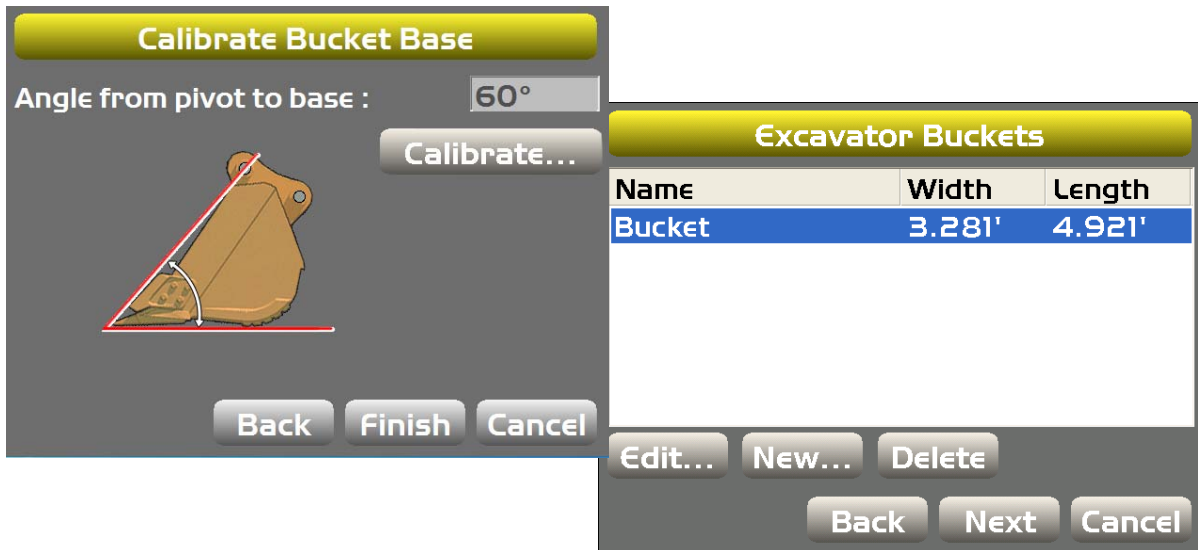 Calibrate Bucket Base
Angle from pivot to base : 60°
Calibrate...
Back Finish Cancel
Excavator Buckets
Name Width Length
Bucket 3.281' 4.921'
Edit... New... Delete
Back Next Cancel